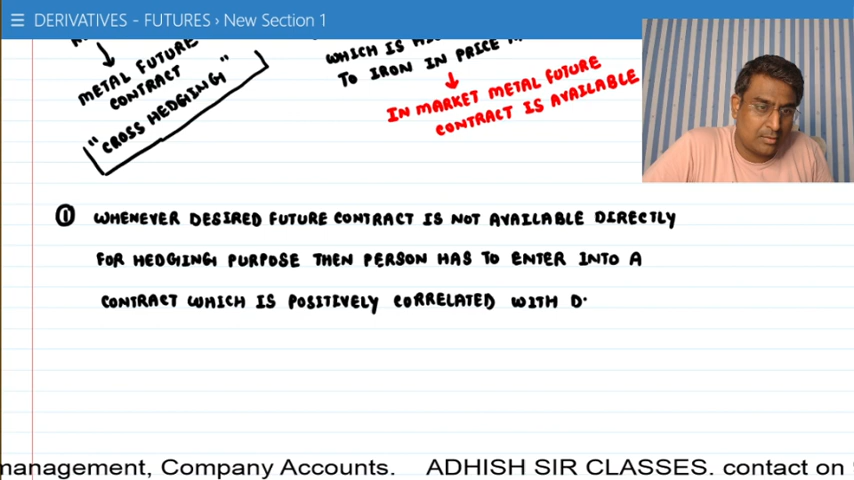 DERIVATIVES - FUTURES › New Section 1
WHICH IS
TO IRON IN PRICE
METAL FUTURE
CONTRACT
"CROSS HEDGING"
IN MARKET METAL FUTURE
CONTRACT IS AVAILABLE
① WHENEVER DESIRED FUTURE CONTRACT IS NOT AVAILABLE DIRECTLY
FOR HEDGING PURPOSE THEN PERSON HAS TO ENTER INTO A
CONTRACT WHICH IS POSITIVELY CORRELATED WITH D
management, Company Accounts. ADHISH SIR CLASSES. contact on